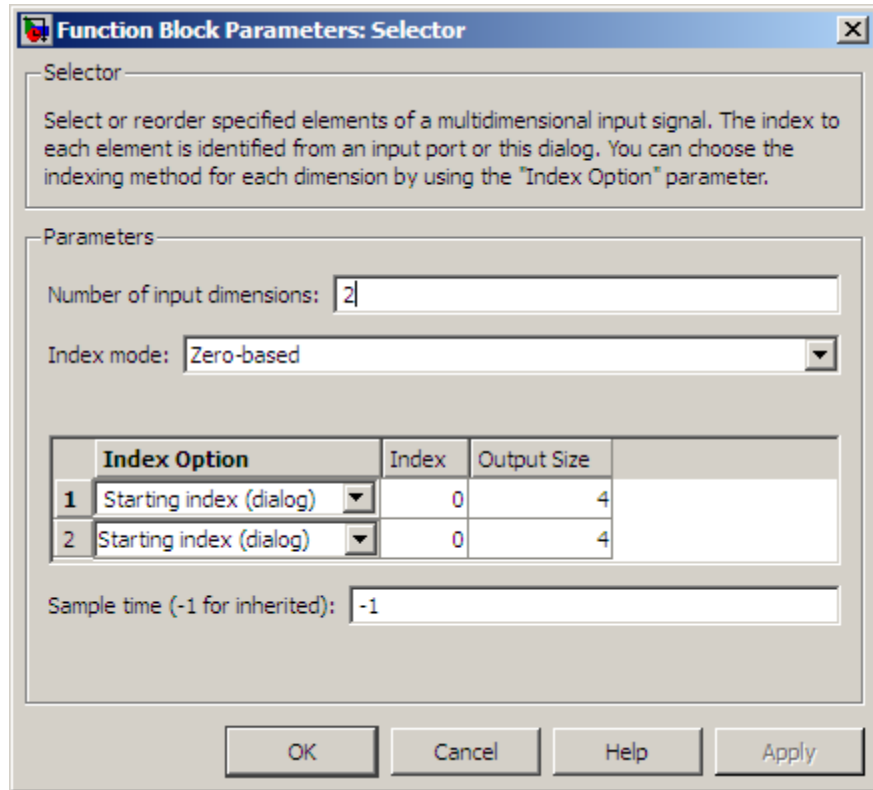 Function Block Parameters: Selector
Selector
Select or reorder specified elements of a multidimensional input signal. The index to
each element is identified from an input port or this dialog. You can choose the
indexing method for each dimension by using the "Index Option" parameter.
Parameters
Number of input dimensions: 2
Index mode: Zero-based
Index Option Index Output Size
1 Starting index (dialog) 0 4
2 Starting index (dialog) 0 4
Sample time (-1 for inherited): -1
OK Cancel Help Apply